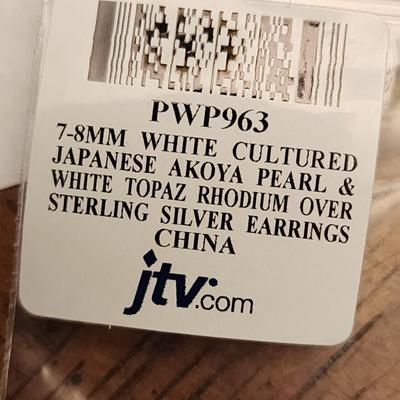 PWP963
7-8MM WHITE CULTURED
JAPANESE AKOYA PEARL &
WHITE TOPAZ RHODIUM OVER
STERLING SILVER EARRINGS
CHINA
jtv.com